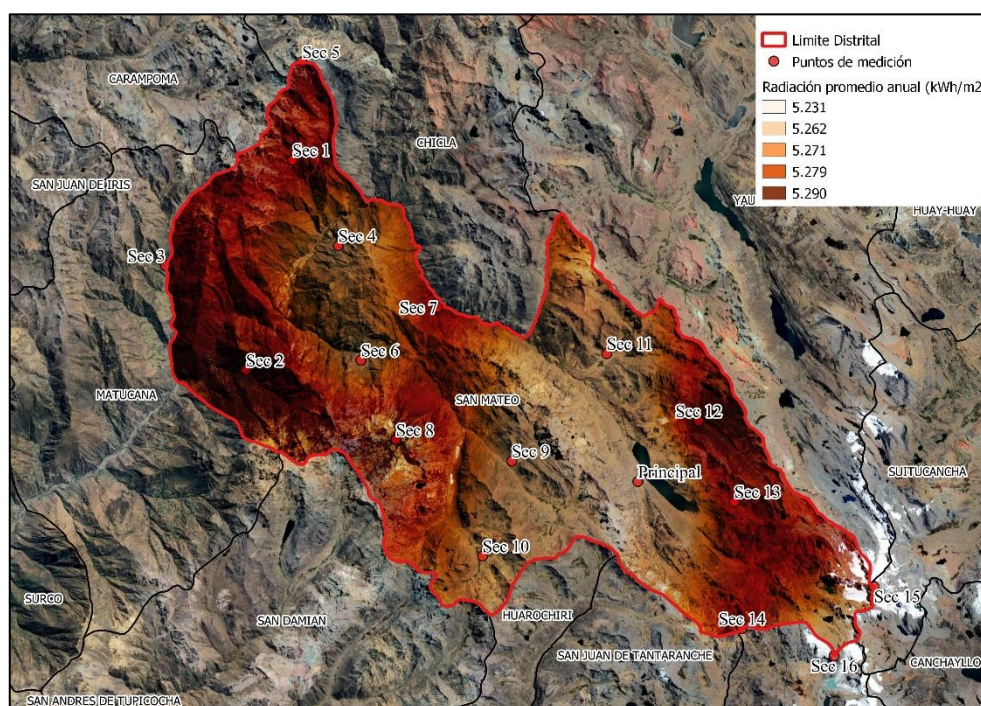 Limite Distrital
Puntos de medición
Radiación promedio anual (kWh/m2
5.231
5.262
5.271
5.279
5.290
Sec 5
CARAMPOMA
CHICLA
Sec 1
SAN JUAN DE IRIS
YAU
HUAY-HUAY
Sec 4
Sec 3
Sec 7
Sec 11
Sec 6
Sec 2
MATUCANA
SAN MATEO
Sec 12
Sec 8
Sec 9
Principal
SUITUCANCHA
Sec 13
Sec 10
SURCO
Sec 15
HUAROCHIRI
SAN DAMIAN
Sec 14
SAN JUAN DE TANTARANCHE
Sec 16
CANCHAYLLO
SAN ANDRES DE TUPICOCHA